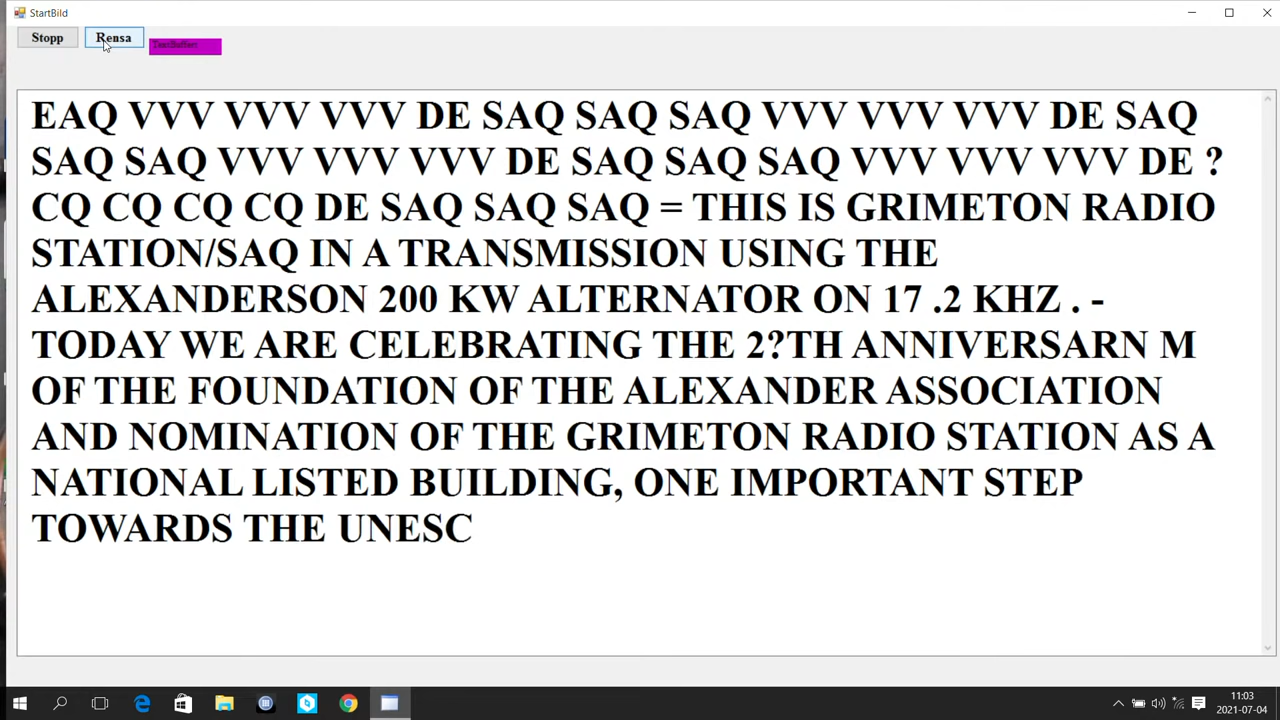 StartBild
Stopp
Rensa
TextBuffert
EAQ VVV VVV VVV DE SAQ SAQ SAQ VVV VVV VVV DE SAQ
SAQ SAQ VVV VVV VVV DE SAQ SAQ SAQ VVV VVV VVV DE ?
CQ CQ CQ CQ DE SAQ SAQ SAQ = THIS IS GRIMETON RADIO
STATION/SAQ IN A TRANSMISSION USING THE
ALEXANDERSON 200 KW ALTERNATOR ON 17 .2 KHZ . -
TODAY WE ARE CELEBRATING THE 2?TH ANNIVERSARN M
OF THE FOUNDATION OF THE ALEXANDER ASSOCIATION
AND NOMINATION OF THE GRIMETON RADIO STATION AS A
NATIONAL LISTED BUILDING, ONE IMPORTANT STEP
TOWARDS THE UNESC
11:03
2021-07-04